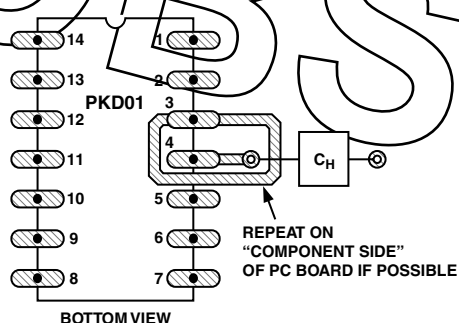 14
1
13
2
PKD01
3
12
4
11
C_H
10
5
9
6
8
7
REPEAT ON
“COMPONENT SIDE”
OF PC BOARD IF POSSIBLE
BOTTOM VIEW